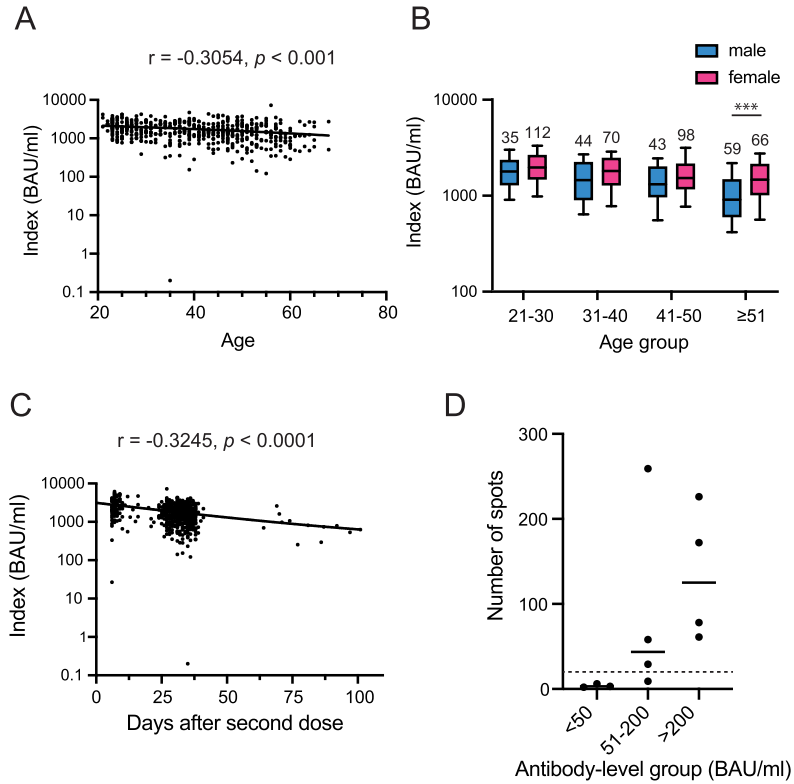 A
r = -0.3054, p < 0.001
Index (BAU/ml)
10000
1000
100
10
1
0.1
20 40 60 80
Age
B
male
female
Index (BAU/ml)
10000
1000
100
***
35 112 44 70 43 98 59 66
21-30 31-40 41-50 ≥51
Age group
C
r = -0.3245, p < 0.0001
Index (BAU/ml)
10000
1000
100
10
1
0.1
0 25 50 75 100
Days after second dose
D
Number of spots
300
200
100
0
<50 51-200 >200
Antibody-level group (BAU/ml)